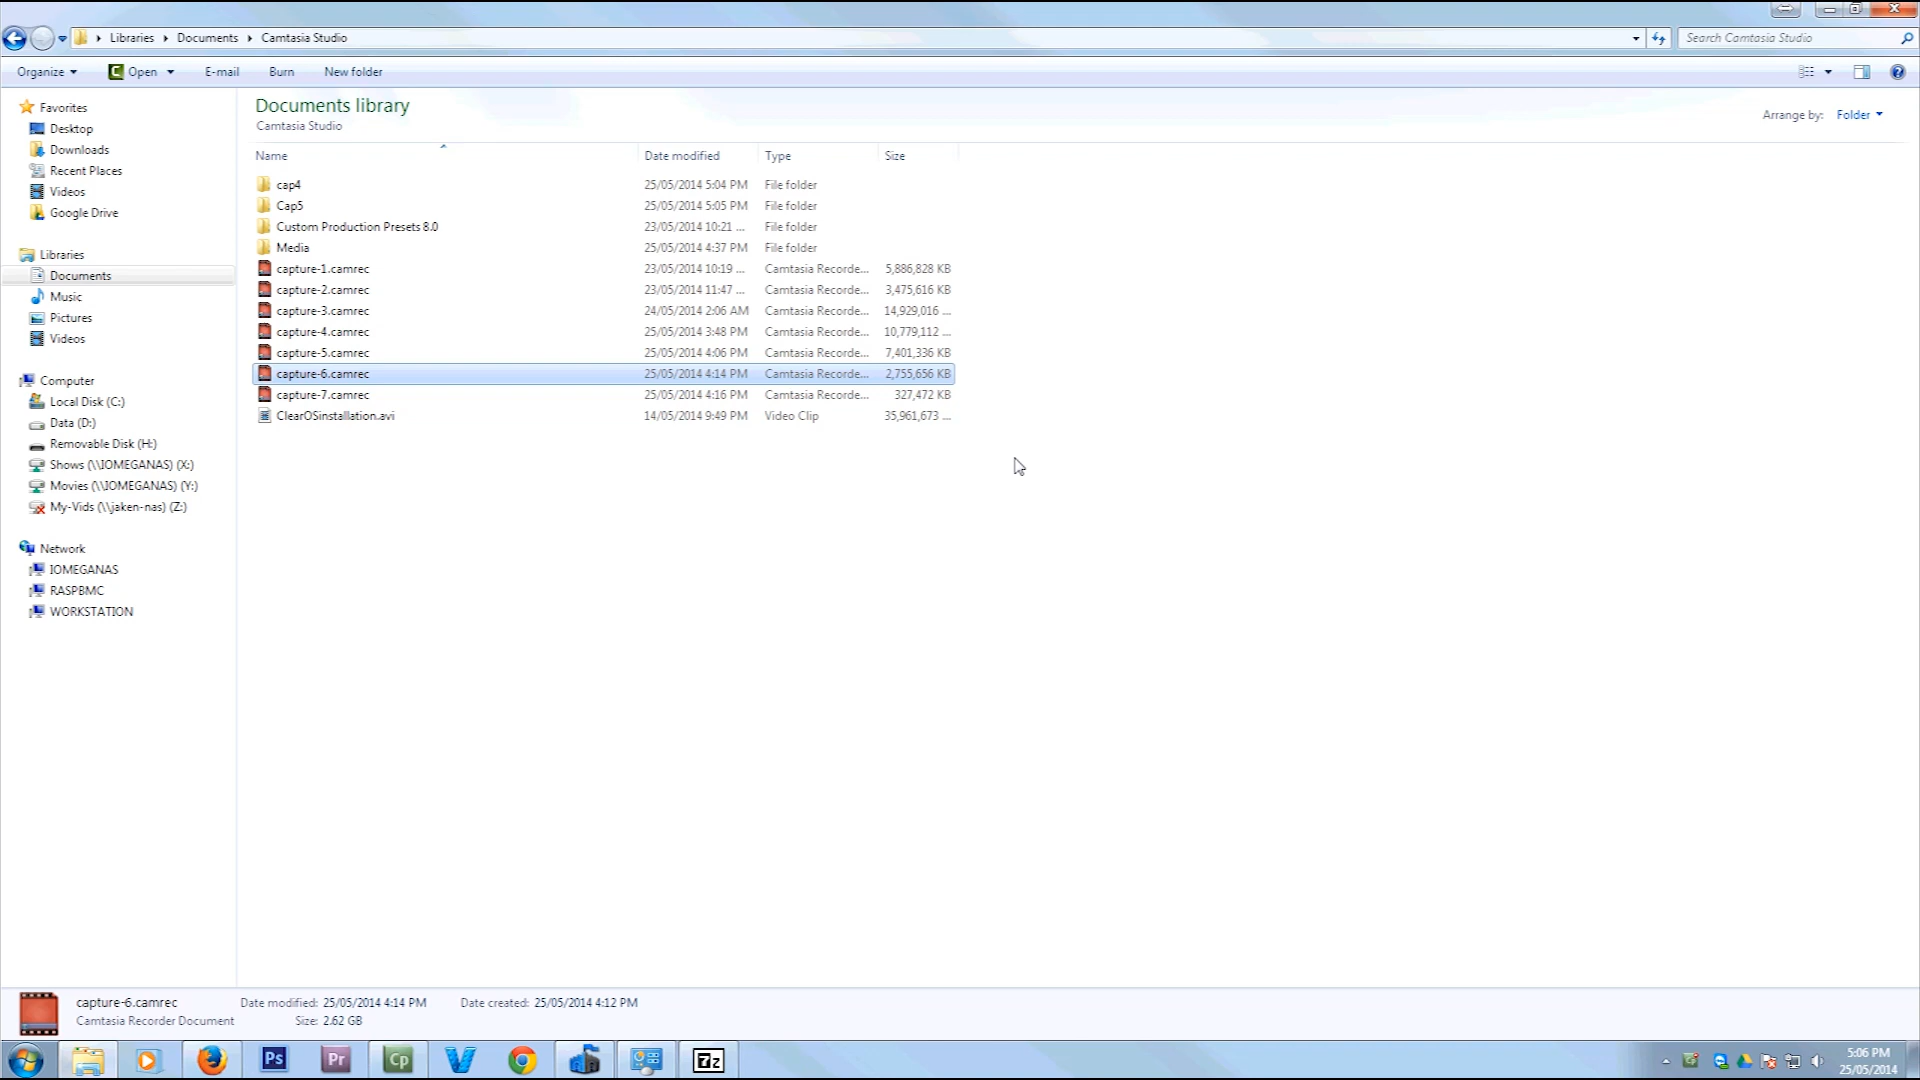 Libraries Documents Camtasia Studio
Search Camtasia Studio
Organize Open E-mail Burn New folder
Favorites
Desktop
Downloads
Recent Places
Videos
Google Drive
Libraries
Documents
Music
Pictures
Videos
Computer
Local Disk (C:)
Data (D:)
Removable Disk (H:)
Shows (\\IOMEGANAS) (X:)
Movies (\\IOMEGANAS) (Y:)
My-Vids (\\jaken-nas) (Z:)
Network
IOMEGANAS
RASPBMC
WORKSTATION
Documents library
Camtasia Studio
Arrange by: Folder
Name Date modified Type Size
cap4 25/05/2014 5:04 PM File folder
Cap5 25/05/2014 5:05 PM File folder
Custom Production Presets 8.0 23/05/2014 10:21 ... File folder
Media 25/05/2014 4:37 PM File folder
capture-1.camrec 23/05/2014 10:19 ... Camtasia Recorde... 5,886,828 KB
capture-2.camrec 23/05/2014 11:47 ... Camtasia Recorde... 3,475,616 KB
capture-3.camrec 24/05/2014 2:06 AM Camtasia Recorde... 14,929,016 ...
capture-4.camrec 25/05/2014 3:48 PM Camtasia Recorde... 10,779,112 ...
capture-5.camrec 25/05/2014 4:06 PM Camtasia Recorde... 7,401,336 KB
capture-6.camrec 25/05/2014 4:14 PM Camtasia Recorde... 2,755,656 KB
capture-7.camrec 25/05/2014 4:16 PM Camtasia Recorde... 327,472 KB
ClearOSinstallation.avi 14/05/2014 9:49 PM Video Clip 35,961,673 ...
capture-6.camrec Date modified: 25/05/2014 4:14 PM Date created: 25/05/2014 4:12 PM
Camtasia Recorder Document Size: 2.62 GB
Ps Pr Cp 7z
5:06 PM
25/05/2014